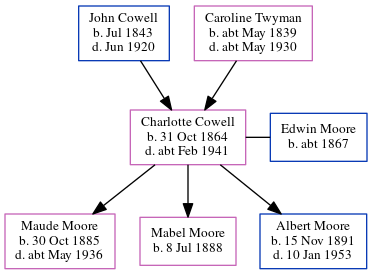 John Cowell
b. Jul 1843
d. Jun 1920
Caroline Twyman
b. abt May 1839
d. abt May 1930
Charlotte Cowell
b. 31 Oct 1864
d. abt Feb 1941
Edwin Moore
b. abt 1867
Maude Moore
b. 30 Oct 1885
d. abt May 1936
Mabel Moore
b. 8 Jul 1888
Albert Moore
b. 15 Nov 1891
d. 10 Jan 1953